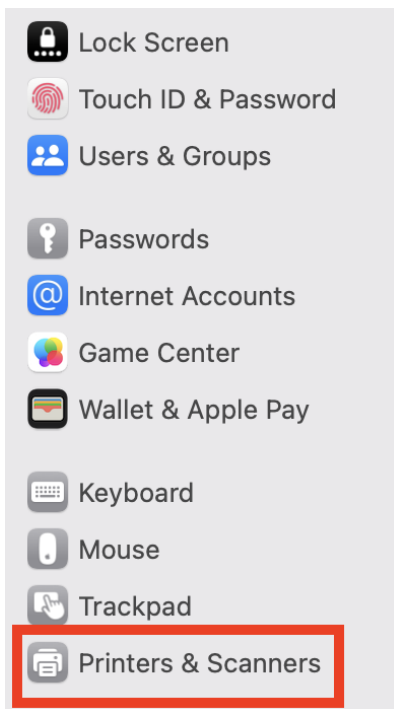 Lock Screen
Touch ID & Password
Users & Groups
Passwords
Internet Accounts
Game Center
Wallet & Apple Pay
Keyboard
Mouse
Trackpad
Printers & Scanners